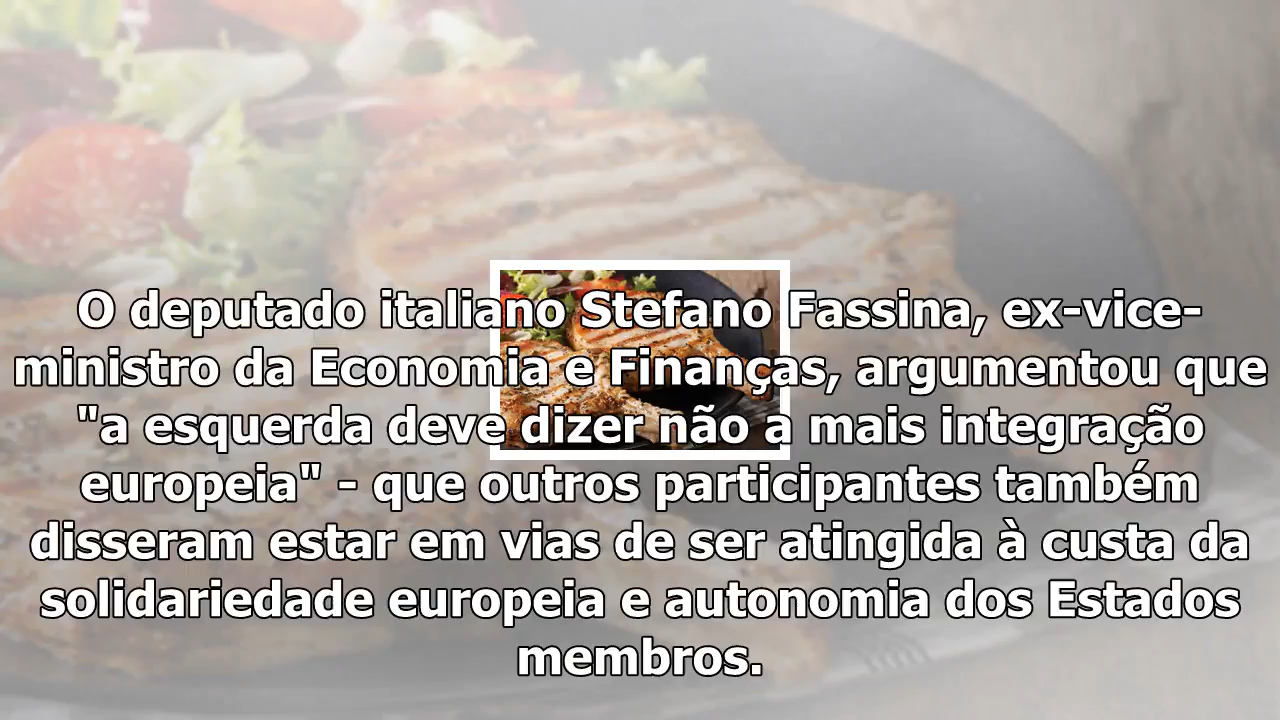 O deputado italiano Stefano Fassina, ex-vice-
ministro da Economia e Finanças, argumentou que
"a esquerda deve dizer não a mais integração
europeia" - que outros participantes também
disseram estar em vias de ser atingida à custa da
solidariedade europeia e autonomia dos Estados
membros.